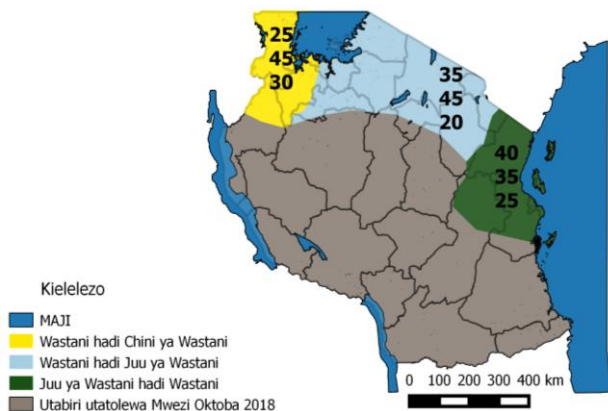 25
45
30
35
45
20
40
35
25
Kielelezo
MAJI
Wastani hadi Chini ya Wastani
Wastani hadi Juu ya Wastani
Juu ya Wastani hadi Wastani
Utabiri utatolewa Mwezi Oktoba 2018
0 100 200 300 400 km